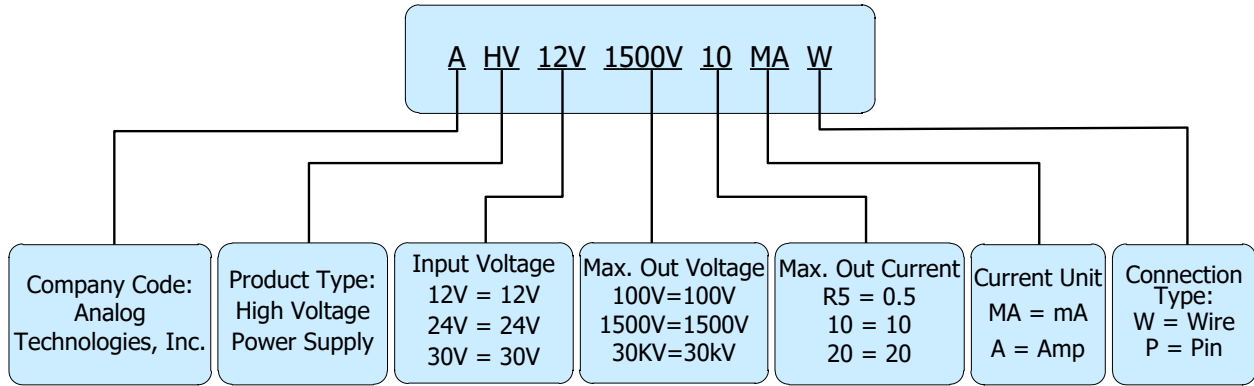 A HV 12V 1500V 10 MA W
Company Code:
Analog
Technologies, Inc.
Product Type:
High Voltage
Power Supply
Input Voltage
12V = 12V
24V = 24V
30V = 30V
Max. Out Voltage
100V=100V
1500V=1500V
30KV=30kV
Max. Out Current
R5 = 0.5
10 = 10
20 = 20
Current Unit
MA = mA
A = Amp
Connection
Type:
W = Wire
P = Pin